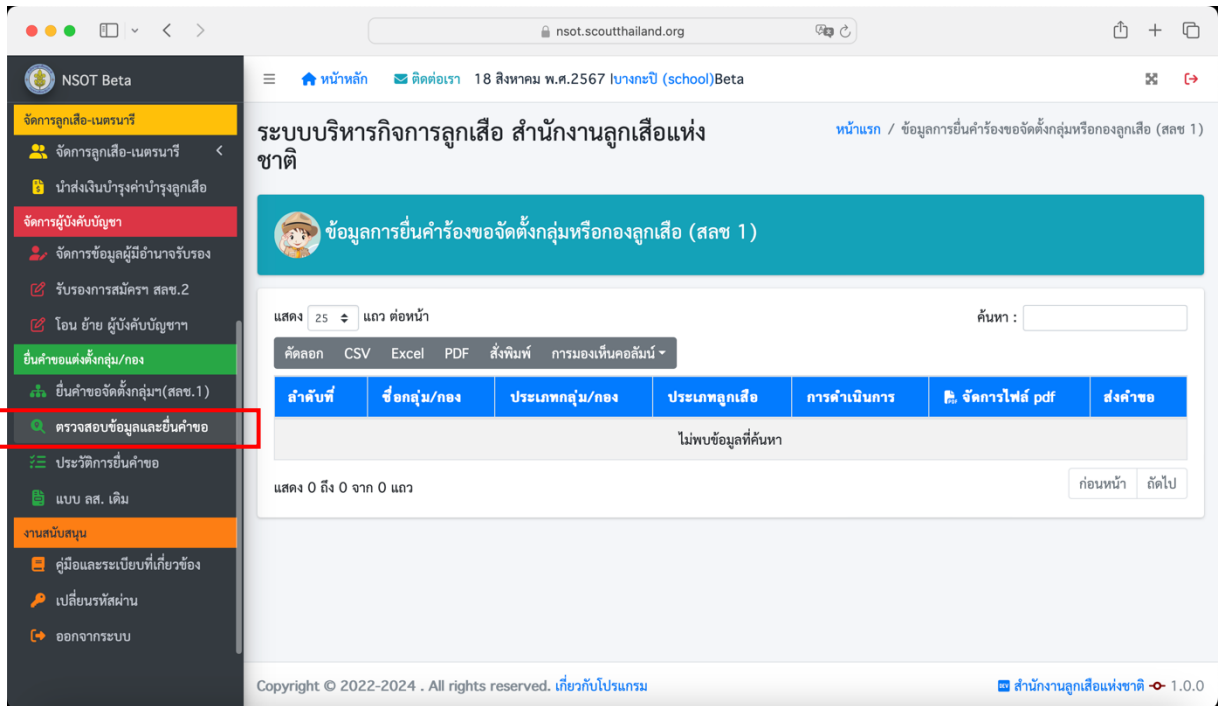 nsot.scoutthailand.org
NSOT Beta
หน้าหลัก ติดต่อเรา 18 สิงหาคม พ.ศ.2567 |บางกะปิ (school)Beta
จัดการลูกเสือ-เนตรนารี
จัดการลูกเสือ-เนตรนารี
นำส่งเงินบำรุงค่าบำรุงลูกเสือ
จัดการผู้บังคับบัญชา
จัดการข้อมูลผู้มีอำนาจรับรอง
รับรองการสมัครฯ สลช.2
โอน ย้าย ผู้บังคับบัญชาฯ
ยื่นคำขอแต่งตั้งกลุ่ม/กอง
ยื่นคำขอจัดตั้งกลุ่มฯ(สลช.1)
ตรวจสอบข้อมูลและยื่นคำขอ
ประวัติการยื่นคำขอ
แบบ ลส. เดิม
งานสนับสนุน
คู่มือและระเบียบที่เกี่ยวข้อง
เปลี่ยนรหัสผ่าน
ออกจากระบบ
ระบบบริหารกิจการลูกเสือ สำนักงานลูกเสือแห่ง
ชาติ
หน้าแรก / ข้อมูลการยื่นคำร้องขอจัดตั้งกลุ่มหรือกองลูกเสือ (สลช 1)
ข้อมูลการยื่นคำร้องขอจัดตั้งกลุ่มหรือกองลูกเสือ (สลช 1)
แสดง 25 แถว ต่อหน้า ค้นหา :
คัดลอก CSV Excel PDF สั่งพิมพ์ การมองเห็นคอลัมน์
ลำดับที่ ชื่อกลุ่ม/กอง ประเภทกลุ่ม/กอง ประเภทลูกเสือ การดำเนินการ จัดการไฟล์ pdf ส่งคำขอ
ไม่พบข้อมูลที่ค้นหา
แสดง 0 ถึง 0 จาก 0 แถว ก่อนหน้า ถัดไป
Copyright © 2022-2024 . All rights reserved. เกี่ยวกับโปรแกรม สำนักงานลูกเสือแห่งชาติ 1.0.0